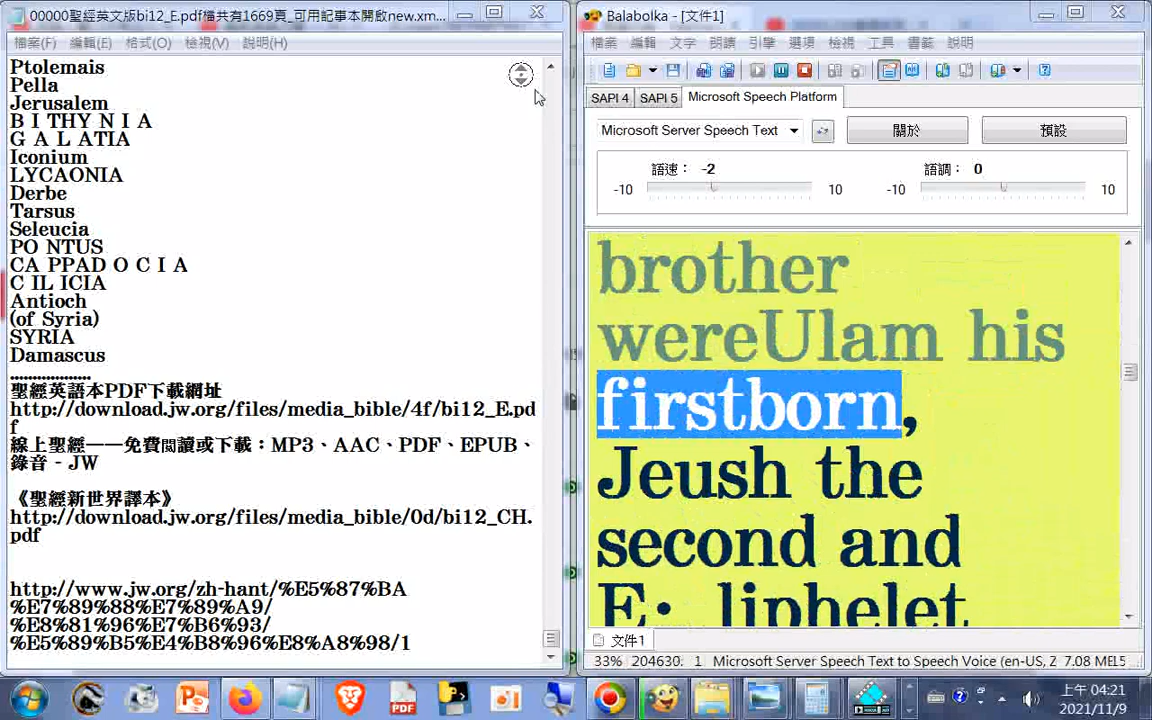 00000聖經英文版bi12_E.pdf檔共有1669頁_可用記事本開啟new.xm...
檔案(F) 編輯(E) 格式(O) 檢視(V) 說明(H)
Ptolemais
Pella
Jerusalem
B I THY N I A
G A L ATIA
Iconium
LYCAONIA
Derbe
Tarsus
Seleucia
PO NTUS
CA PPAD O C I A
C IL ICIA
Antioch
(of Syria)
SYRIA
Damascus
..................
聖經英語本PDF下載網址
http://download.jw.org/files/media_bible/4f/bi12_E.pd
f
線上聖經——免費閱讀或下載：MP3、AAC、PDF、EPUB、
錄音 - JW
《聖經新世界譯本》
http://download.jw.org/files/media_bible/0d/bi12_CH.
pdf
http://www.jw.org/zh-hant/%E5%87%BA
%E7%89%88%E7%89%A9/
%E8%81%96%E7%B6%93/
%E5%89%B5%E4%B8%96%E8%A8%98/1
Balabolka - [文件1]
檔案 編輯 文字 朗讀 引擎 選項 檢視 工具 書籤 說明
SAPI 4 SAPI 5 Microsoft Speech Platform
Microsoft Server Speech Text 關於 預設
語速： -2 語調： 0
-10 10 -10 10
brother
wereUlam his
firstborn,
Jeush the
second and
E· liphelet
文件1
33% 204630. 1 Microsoft Server Speech Text to Speech Voice (en-US, Z 7.08 MB
上午 04:21
2021/11/9